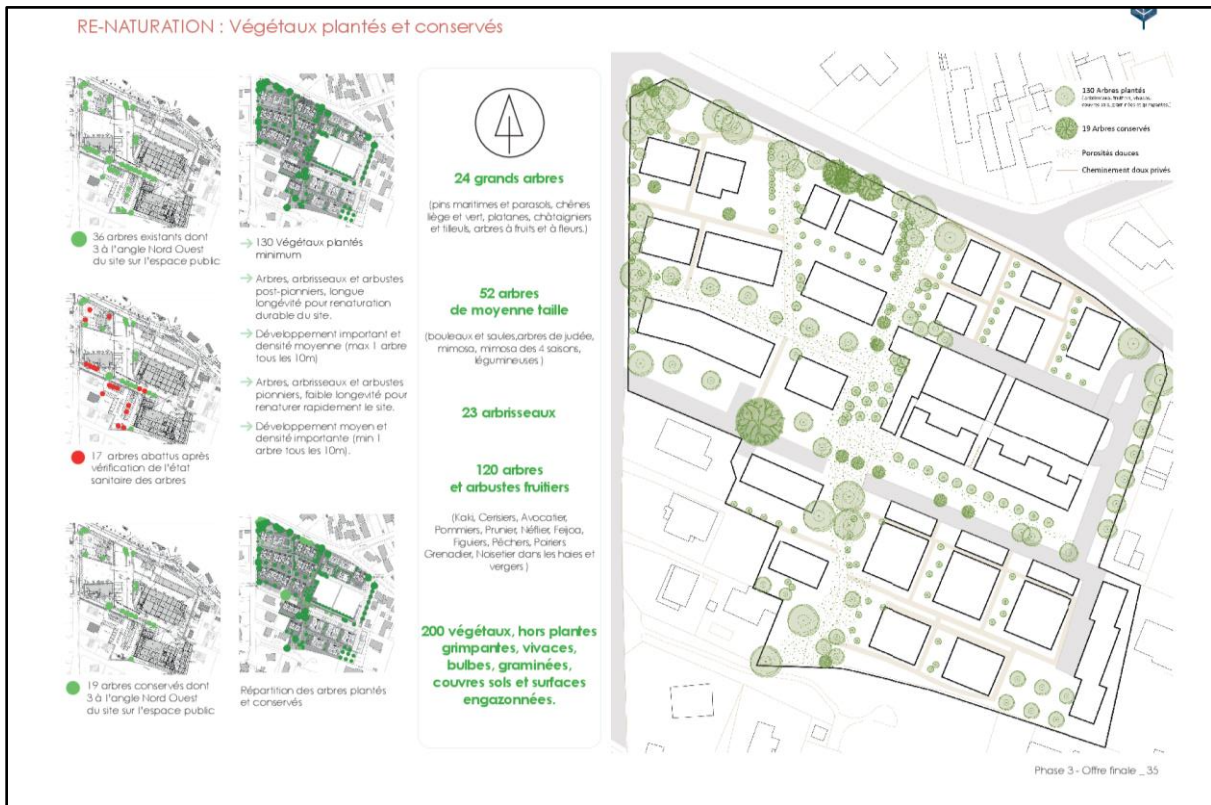 RE-NATURATION : Végétaux plantés et conservés
36 arbres existants dont
3 à l'angle Nord Ouest
du site sur l'espace public
17 arbres abattus après
vérification de l'état
sanitaire des arbres
19 arbres conservés dont
3 à l'angle Nord Ouest
du site sur l'espace public
→ 130 Végétaux plantés
minimum
→ Arbres, arbrisseaux et arbustes
post-pionniers, longue
longévité pour renaturation
durable du site.
→ Développement important et
densité moyenne (max 1 arbre
tous les 10m)
→ Arbres, arbrisseaux et arbustes
pionniers, faible longevité pour
renaturer rapidement le site.
→ Développement moyen et
densité importante (min 1
arbre tous les 10m).
Répartition des arbres plantés
et conservés
24 grands arbres
(pins maritimes et parasols, chênes
liège et vert, platanes, châtaigniers
et tilleuls, arbres à fruits et à fleurs.)
52 arbres
de moyenne taille
(bouleaux et saules,arbres de judée,
mimosa, mimosa des 4 saisons,
légumineuses )
23 arbrisseaux
120 arbres
et arbustes fruitiers
(Kaki, Cerisiers, Avocatier,
Pommiers, Prunier, Néflier, Feijoa,
Figuiers, Pêchers, Poiriers
Grenadier, Noisetier dans les haies et
vergers )
200 végétaux, hors plantes
grimpantes, vivaces,
bulbes, graminées,
couvres sols et surfaces
engazonnées.
130 Arbres plantés
19 Arbres conservés
Porosités douces
Cheminement doux privés
Phase 3 - Offre finale _ 35